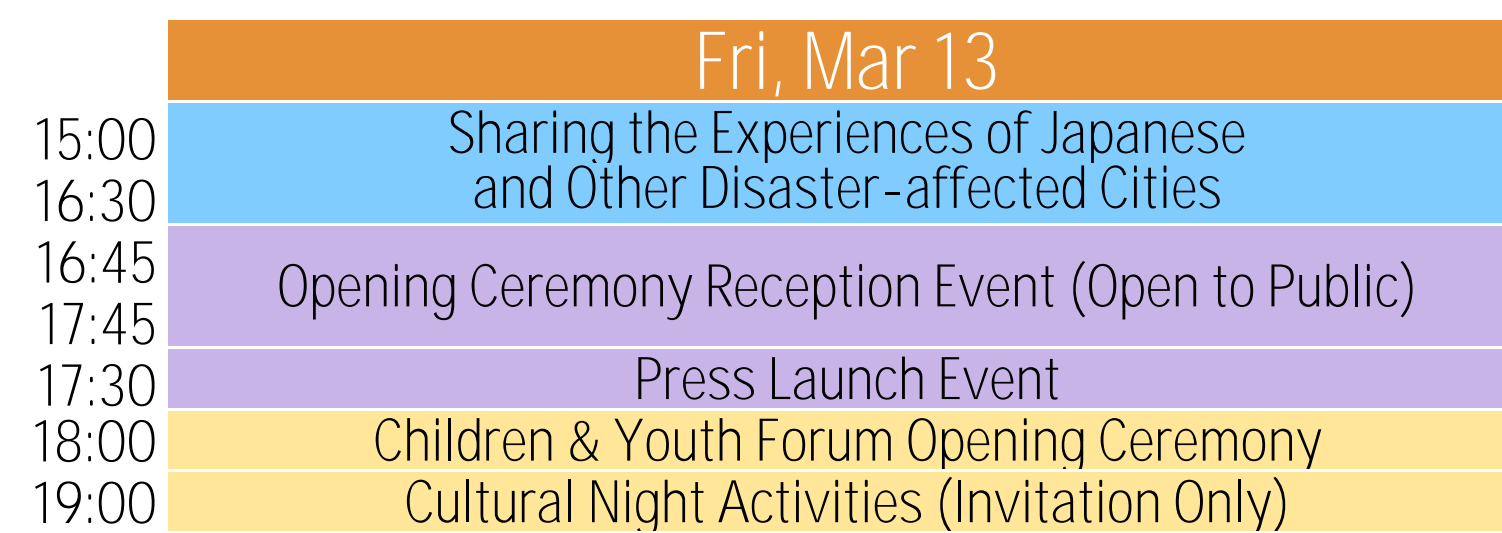 Fri, Mar 13
15:00 Sharing the Experiences of Japanese
16:30 and Other Disaster-affected Cities
16:45
Opening Ceremony Reception Event (Open to Public)
17:45
17:30 Press Launch Event
18:00 Children & Youth Forum Opening Ceremony
19:00 Cultural Night Activities (Invitation Only)